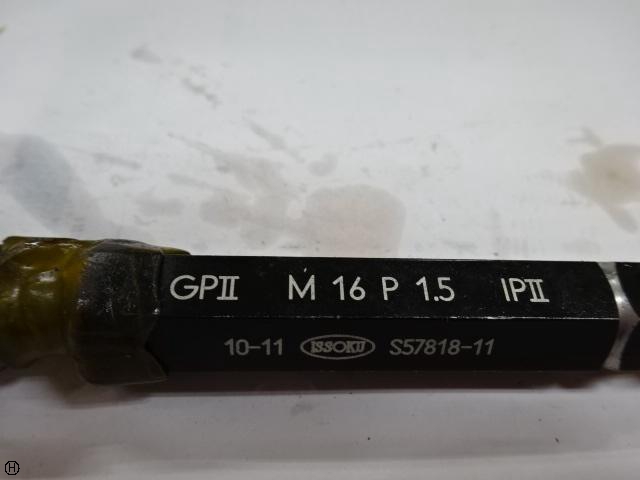 GPII M 16 P 1.5 IPII
10-11 ISSOKU S57818-11
H